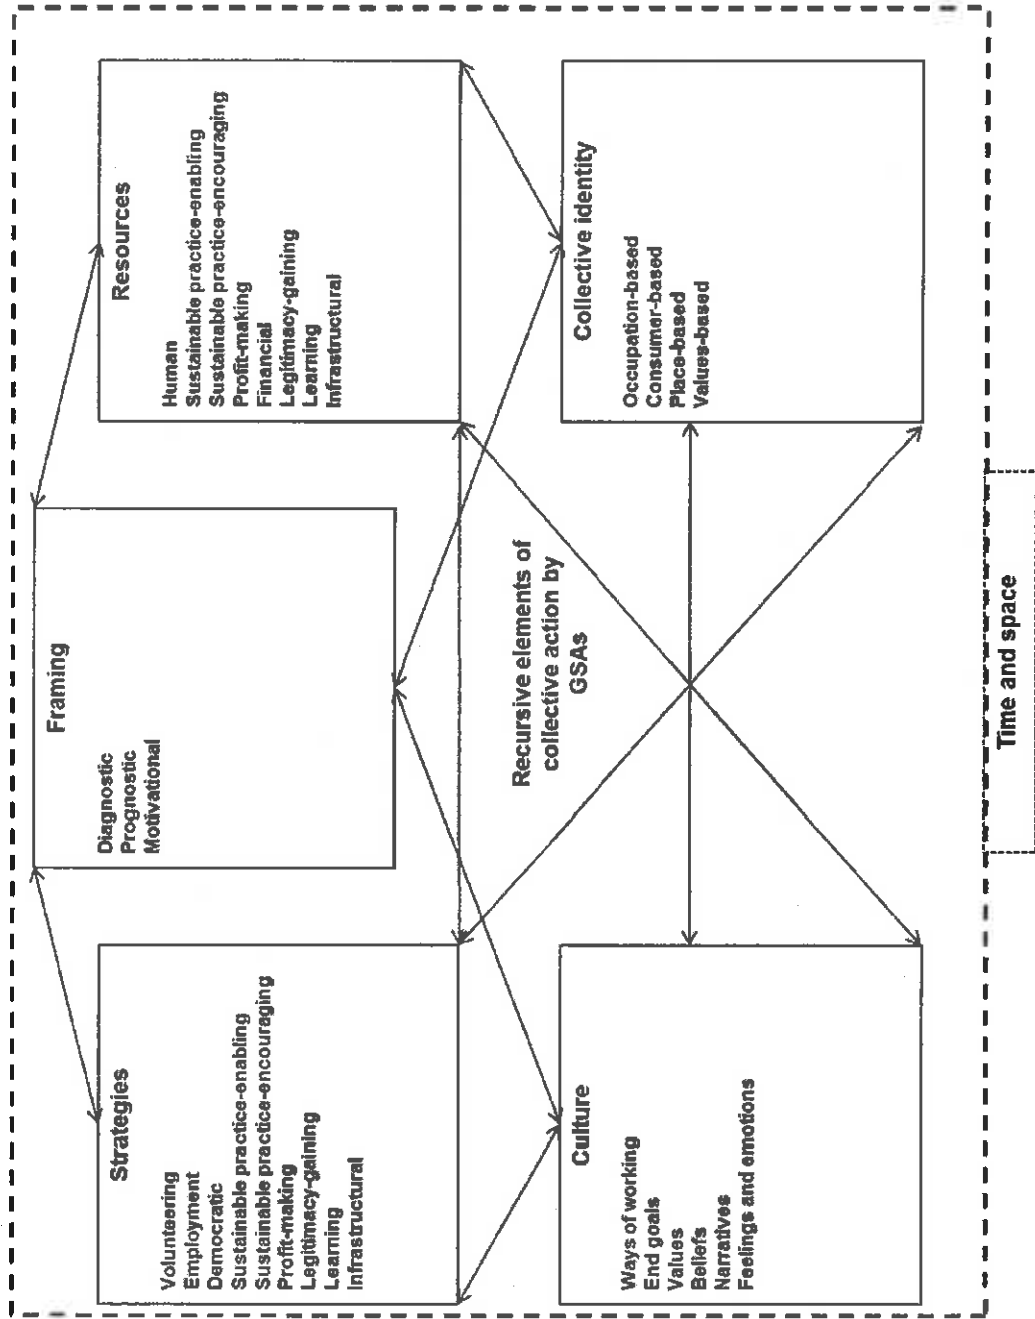 Framing
Diagnostic
Prognostic
Motivational
Strategies
Volunteering
Employment
Democratic
Sustainable practice-enabling
Sustainable practice-encouraging
Profit-making
Legitimacy-gaining
Learning
Infrastructural
Resources
Human
Sustainable practice-enabling
Sustainable practice-encouraging
Profit-making
Financial
Legitimacy-gaining
Learning
Infrastructural
Recursive elements of
collective action by
GSAs
Culture
Ways of working
End goals
Values
Beliefs
Narratives
Feelings and emotions
Collective identity
Occupation-based
Consumer-based
Place-based
Values-based
Time and space